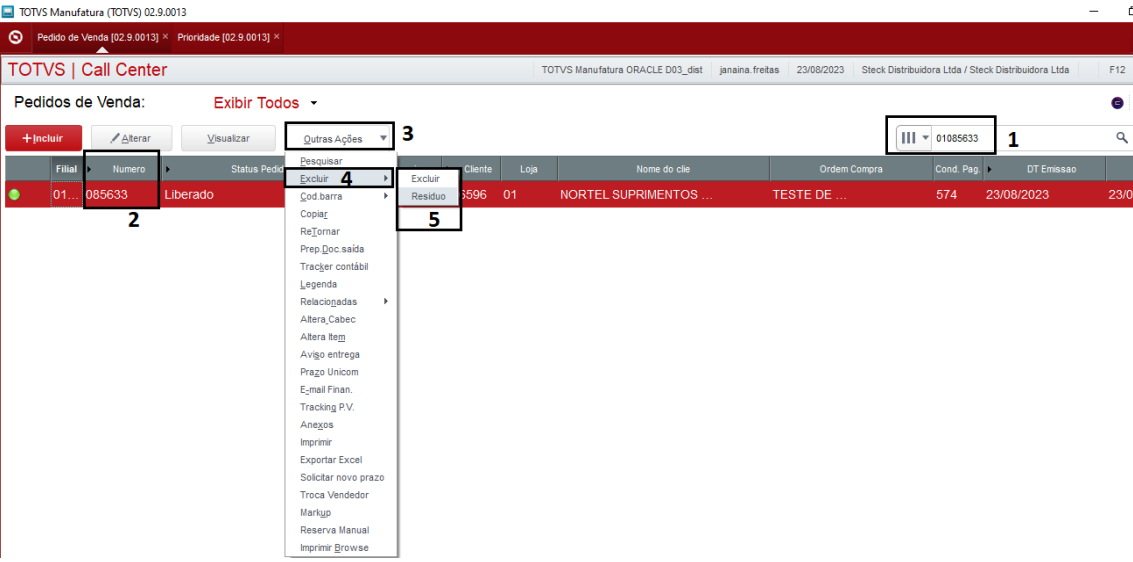 TOTVS Manufatura (TOTVS) 02.9.0013
Pedido de Venda [02.9.0013] × Prioridade [02.9.0013] ×
TOTVS | Call Center TOTVS Manufatura ORACLE D03_dist janaina.freitas 23/08/2023 Steck Distribuidora Ltda / Steck Distribuidora Ltda F12
Pedidos de Venda: Exibir Todos
+Incluir Alterar Visualizar Outras Ações 3 01085633 1
Filial Numero Status Pedid Cliente Loja Nome do clie Ordem Compra Cond. Pag. DT Emissao
01... 085633 Liberado 6596 01 NORTEL SUPRIMENTOS ... TESTE DE ... 574 23/08/2023 23/0
2
Pesquisar
Excluir 4 Excluir
Cod.barra Residuo
5
Copiar
ReTornar
Prep.Doc.saída
Tracker contábil
Legenda
Relacionadas
Altera Cabec
Altera Item
Aviso entrega
Prazo Unicom
E-mail Finan.
Tracking P.V.
Anexos
Imprimir
Exportar Excel
Solicitar novo prazo
Troca Vendedor
Markup
Reserva Manual
Imprimir Browse